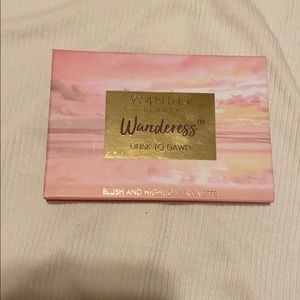 WANDER
BEAUTY
Wanderess™
DUSK TO DAWN
BLUSH AND HIGHLIGHTER PALETTE